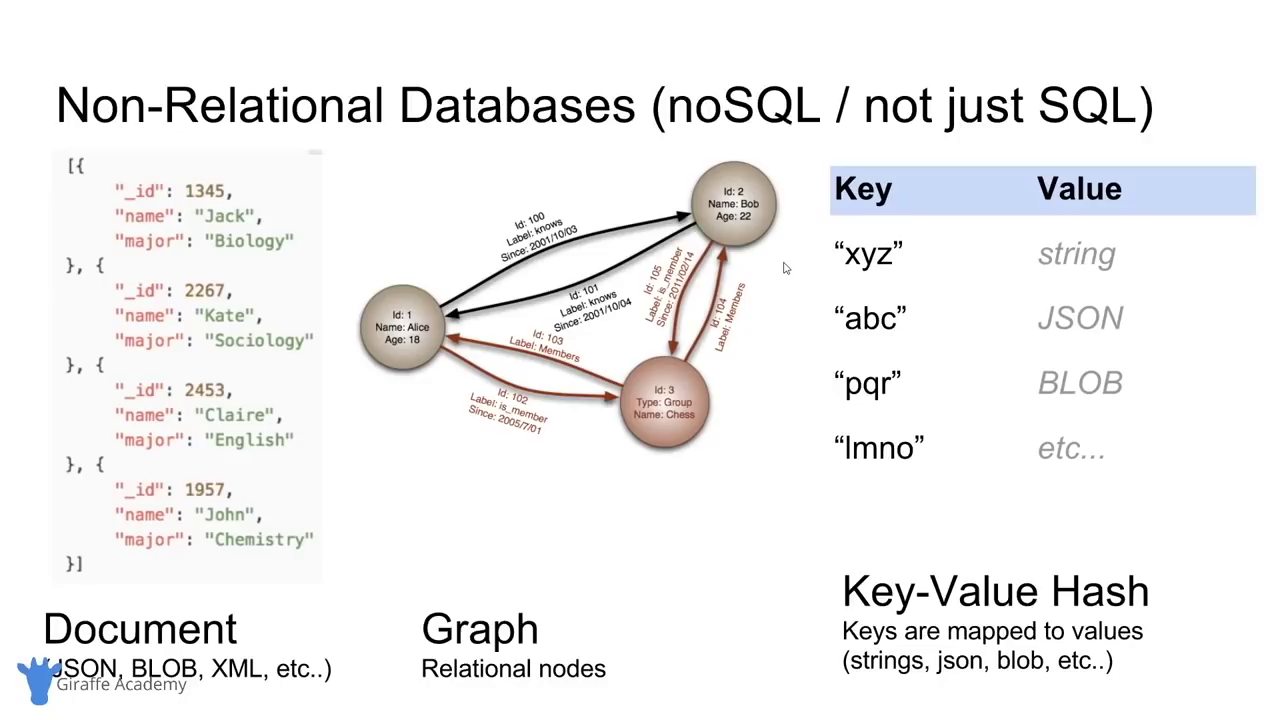 Non-Relational Databases (noSQL / not just SQL)
[{
"_id": 1345,
"name": "Jack",
"major": "Biology"
}, {
"_id": 2267,
"name": "Kate",
"major": "Sociology"
}, {
"_id": 2453,
"name": "Claire",
"major": "English"
}, {
"_id": 1957,
"name": "John",
"major": "Chemistry"
}]
Document
(JSON, BLOB, XML, etc..)
Giraffe Academy
Id: 1
Name: Alice
Age: 18
Id: 100
Label: knows
Since: 2001/10/03
Id: 101
Label: knows
Since: 2001/10/04
Id: 2
Name: Bob
Age: 22
Id: 103
Label: Members
Id: 102
Label: is_member
Since: 2005/7/01
Id: 105
Label: is_member
Since: 2011/02/14
Id: 104
Label: Members
Id: 3
Type: Group
Name: Chess
Graph
Relational nodes
Key Value
“xyz” string
“abc” JSON
“pqr” BLOB
“lmno” etc...
Key-Value Hash
Keys are mapped to values
(strings, json, blob, etc..)